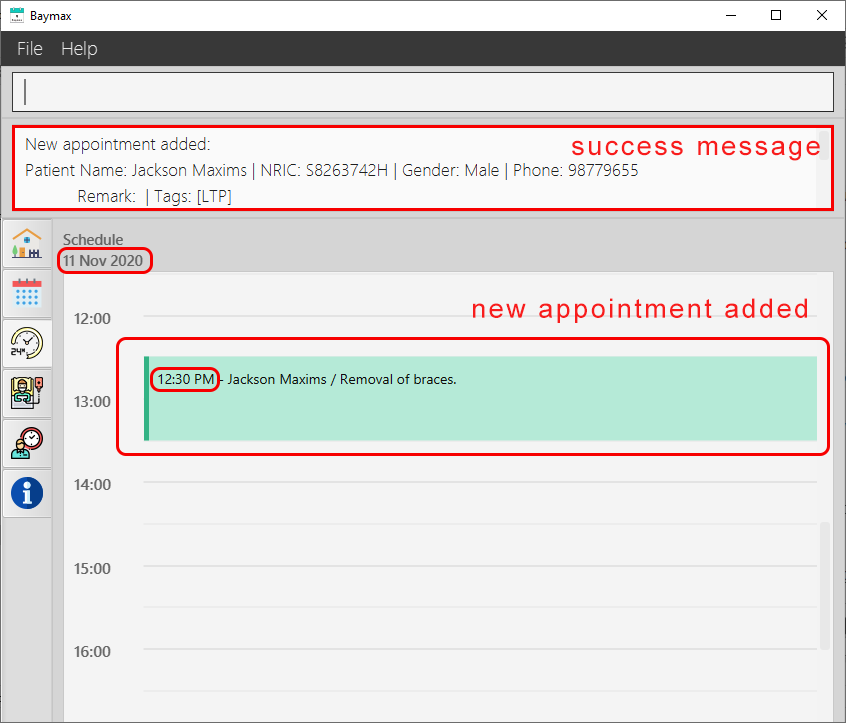 Baymax
File Help
New appointment added:
success message
Patient Name: Jackson Maxims | NRIC: S8263742H | Gender: Male | Phone: 98779655
Remark:  | Tags: [LTP]
Schedule
11 Nov 2020
new appointment added
12:00
12:30 PM - Jackson Maxims / Removal of braces.
13:00
14:00
15:00
16:00
24H